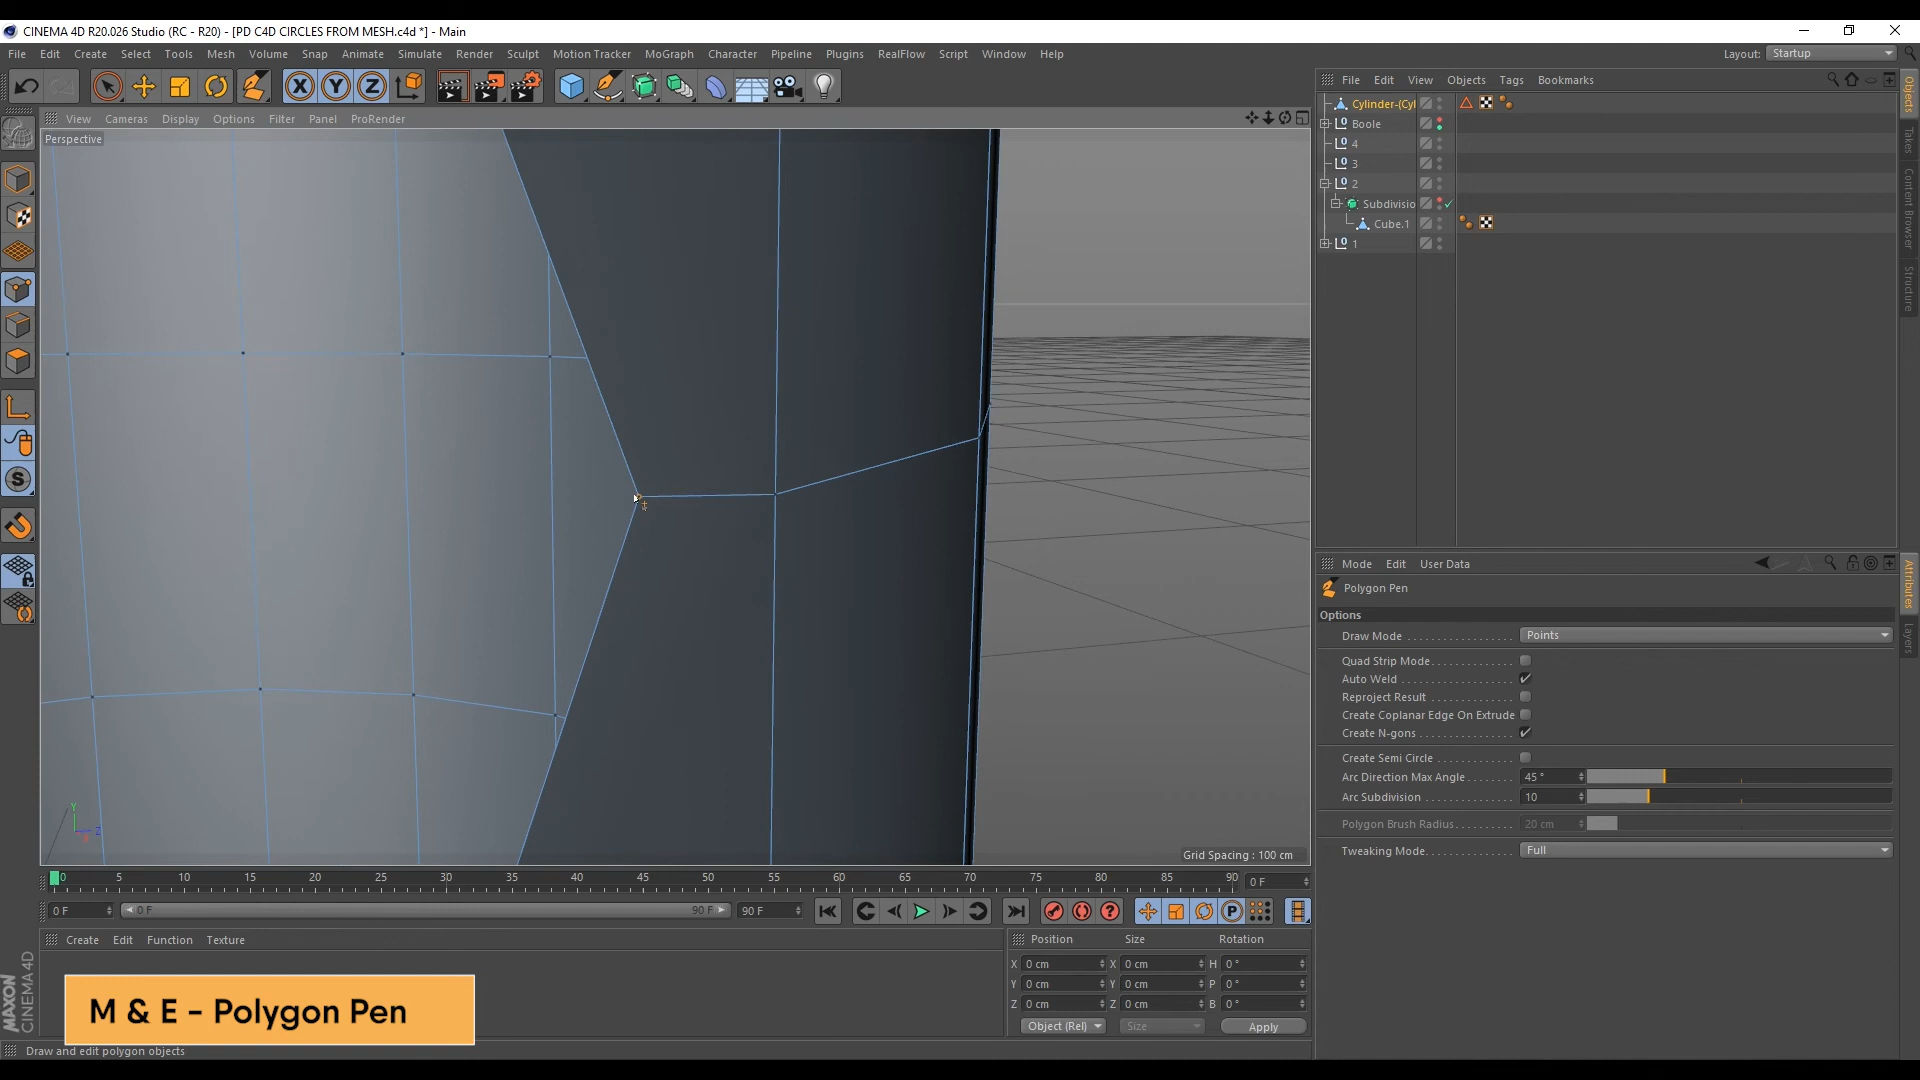 CINEMA 4D R20.026 Studio (RC - R20) - [PD C4D CIRCLES FROM MESH.c4d *] - Main
File Edit Create Select Tools Mesh Volume Snap Animate Simulate Render Sculpt Motion Tracker MoGraph Character Pipeline Plugins RealFlow Script Window Help
Layout: Startup
View Cameras Display Options Filter Panel ProRender
Perspective
Grid Spacing : 100 cm
File Edit View Objects Tags Bookmarks
Cylinder-(Cyl
Boole
4
3
2
Subdivisio
Cube.1
1
Objects
Takes
Content Browser
Structure
Mode Edit User Data
Polygon Pen
Options
Draw Mode Points
Quad Strip Mode
Auto Weld
Reproject Result
Create Coplanar Edge On Extrude
Create N-gons
Create Semi Circle
Arc Direction Max Angle 45 °
Arc Subdivision 10
Polygon Brush Radius 20 cm
Tweaking Mode Full
Attributes
Layers
0 5 10 15 20 25 30 35 40 45 50 55 60 65 70 75 80 85 90 0 F
0 F 0 F 90 F 90 F
Create Edit Function Texture
Position Size Rotation
X 0 cm X 0 cm H 0 °
Y 0 cm Y 0 cm P 0 °
Z 0 cm Z 0 cm B 0 °
Object (Rel) Size Apply
MAXON
CINEMA 4D
M & E - Polygon Pen
Draw and edit polygon objects